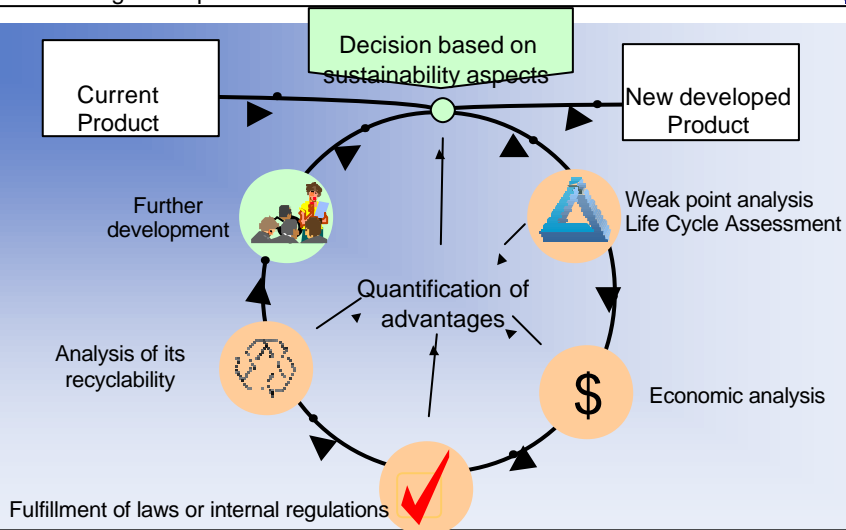 Decision based on
sustainability aspects
Current
Product
New developed
Product
Further
development
Weak point analysis
Life Cycle Assessment
Quantification of
advantages
Analysis of its
recyclability
$
Economic analysis
Fulfillment of laws or internal regulations